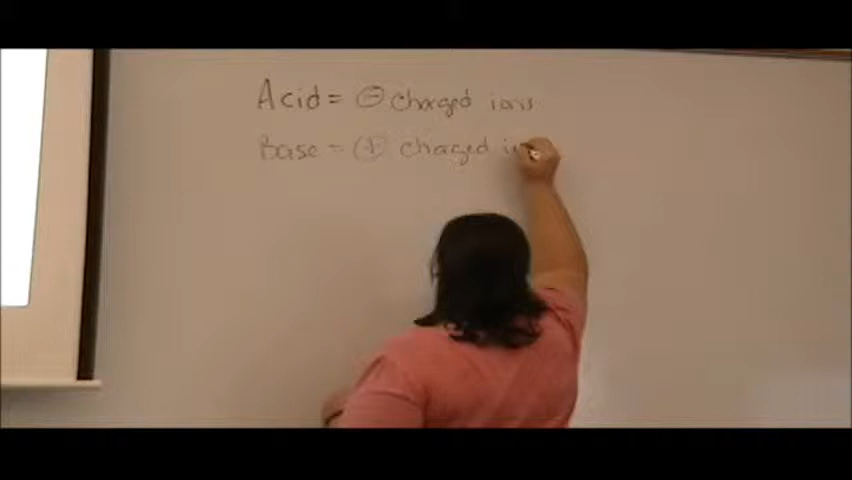 Acid = ⊖ charged ions
Base = ⊕ charged